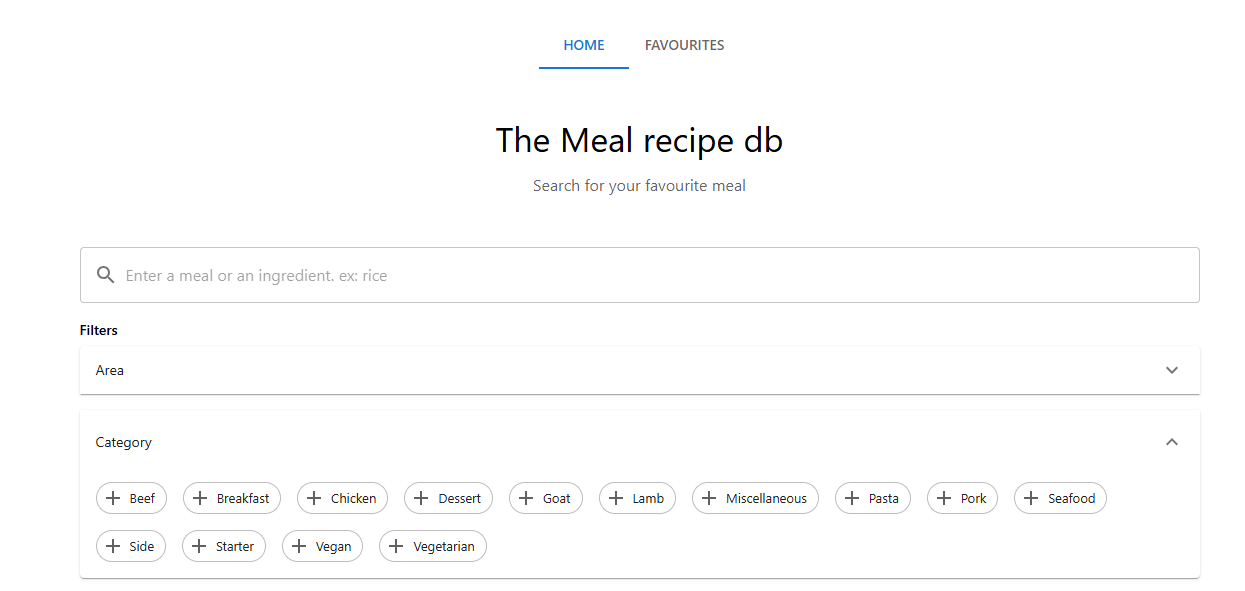 HOME FAVOURITES
The Meal recipe db
Search for your favourite meal
Enter a meal or an ingredient. ex: rice
Filters
Area
Category
Beef Breakfast Chicken Dessert Goat Lamb Miscellaneous Pasta Pork Seafood
Side Starter Vegan Vegetarian